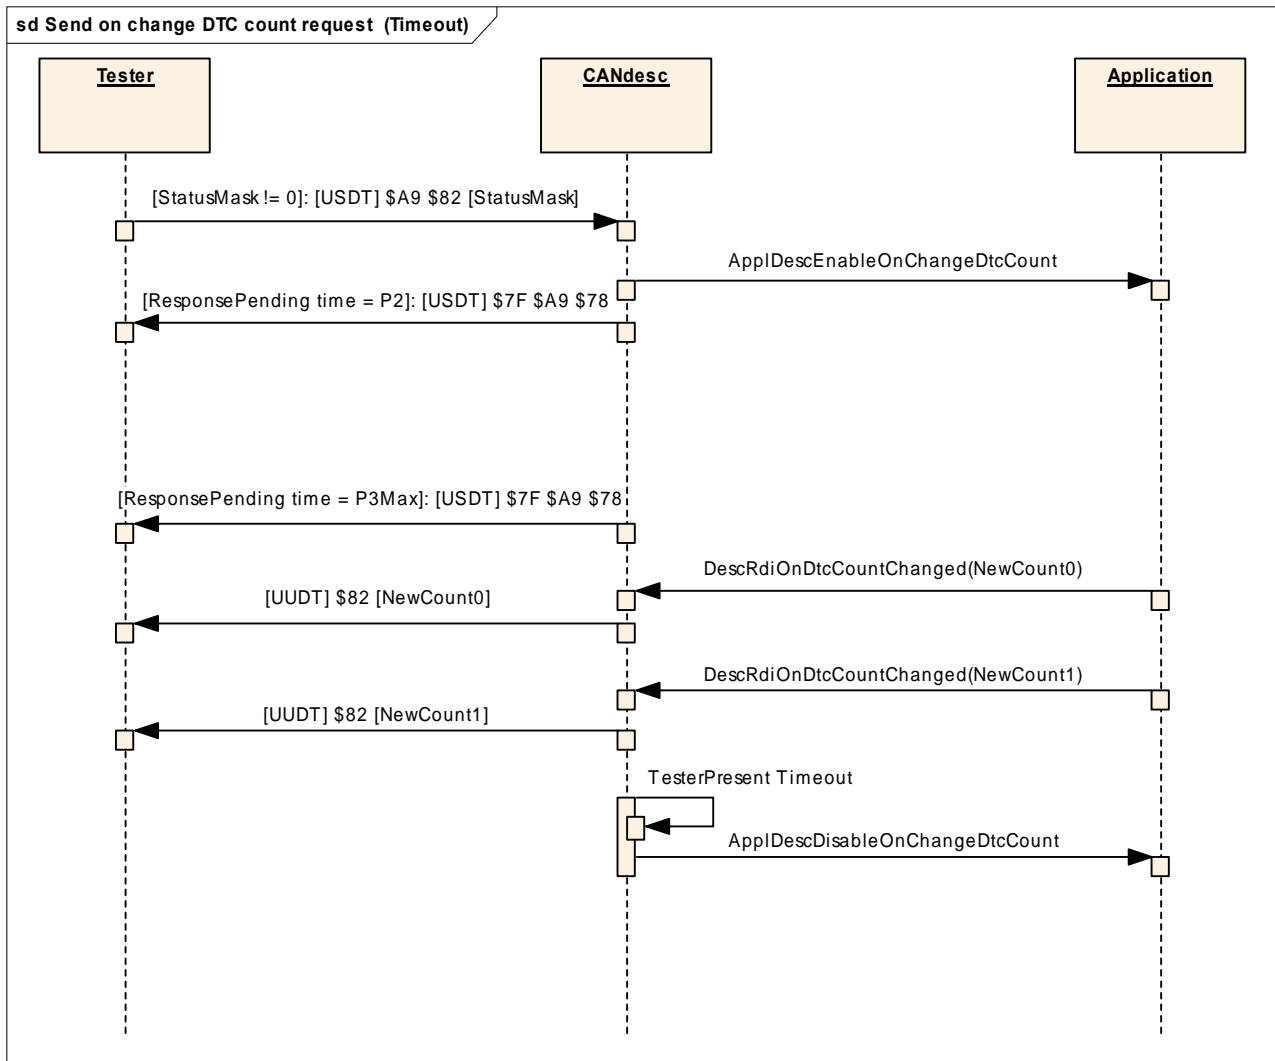 sd Send on change DTC count request (Timeout)
Tester
CANdesc
Application
[StatusMask != 0]: [USDT] $A9 $82 [StatusMask]
ApplDescEnableOnChangeDtcCount
[ResponsePending time = P2]: [USDT] $7F $A9 $78
[ResponsePending time = P3Max]: [USDT] $7F $A9 $78
DescRdiOnDtcCountChanged(NewCount0)
[UUDT] $82 [NewCount0]
DescRdiOnDtcCountChanged(NewCount1)
[UUDT] $82 [NewCount1]
TesterPresent Timeout
ApplDescDisableOnChangeDtcCount